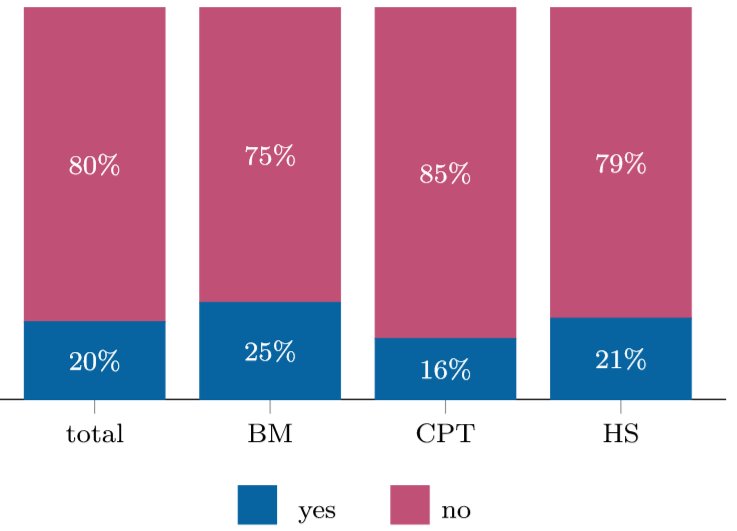 80% 75% 85% 79%
20% 25% 16% 21%
total BM CPT HS
yes no